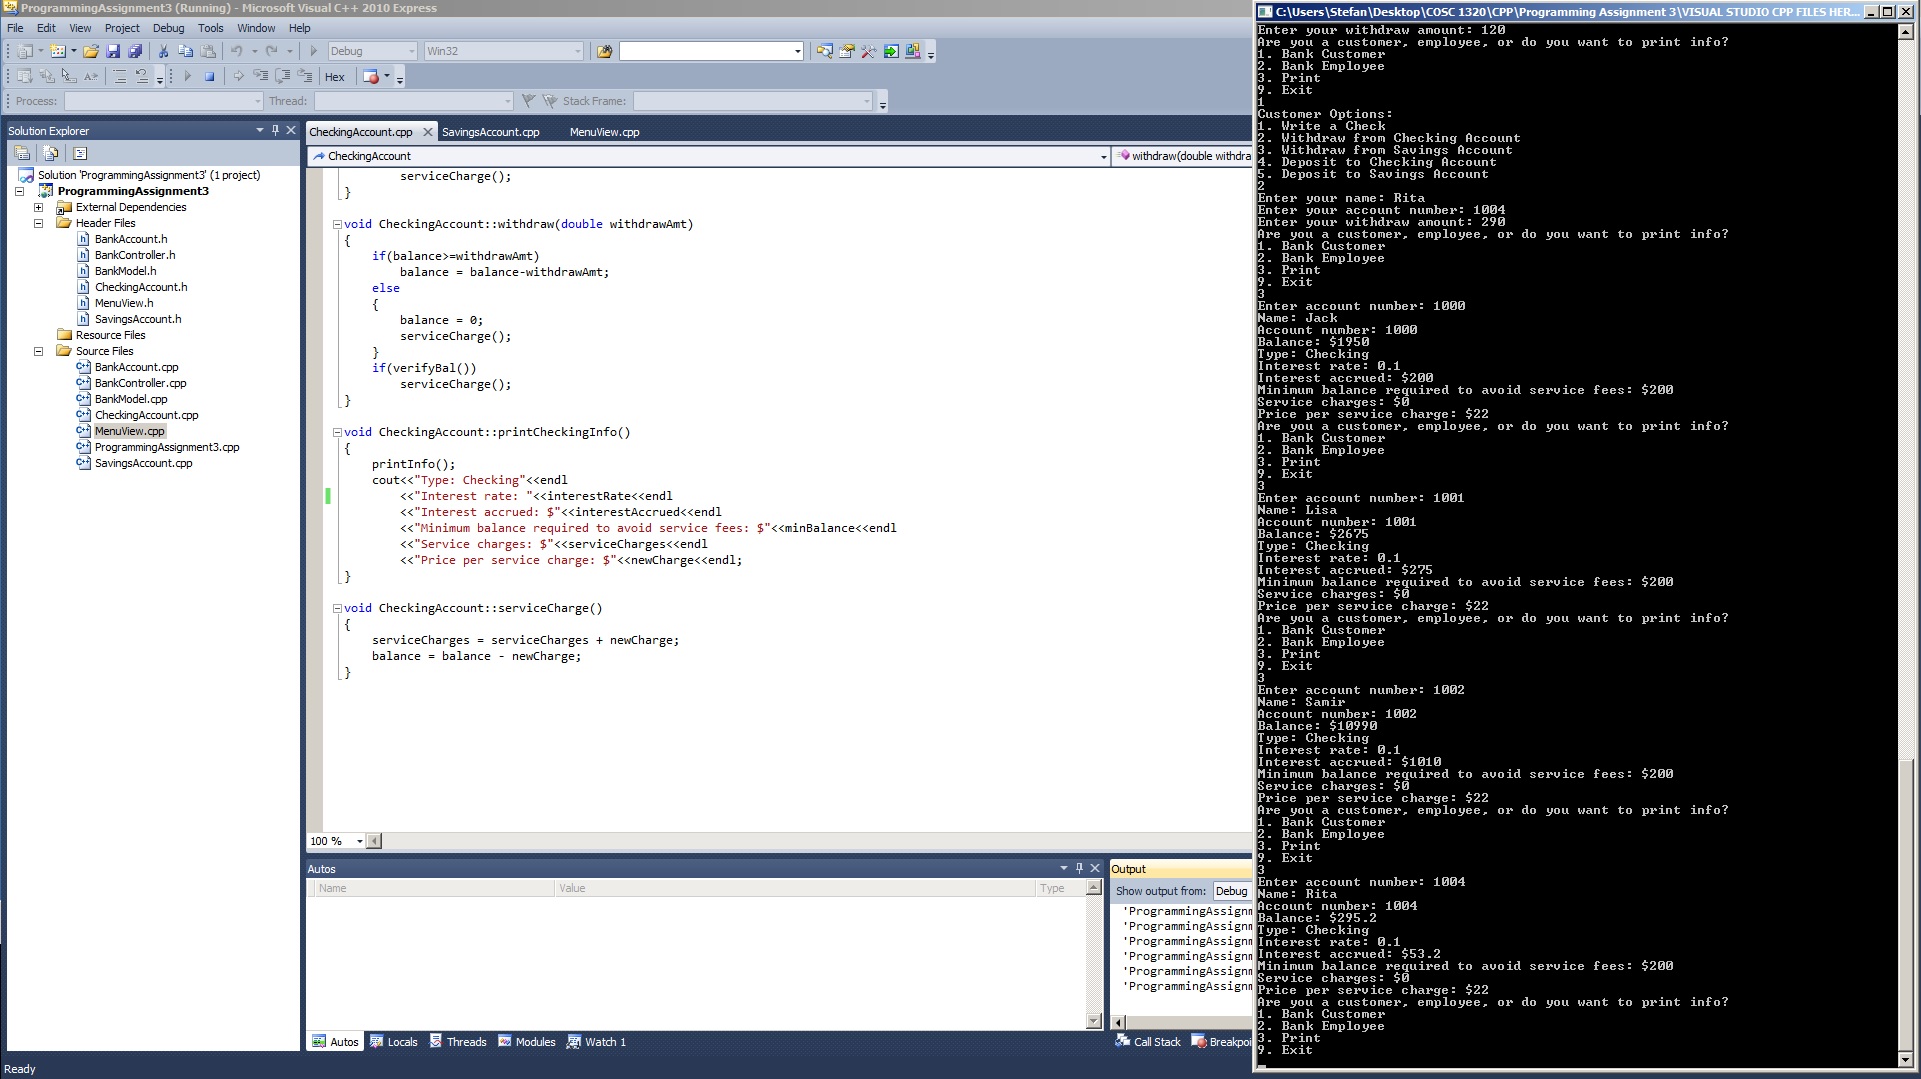 ProgrammingAssignment3 (Running) - Microsoft Visual C++ 2010 Express
File Edit View Project Debug Tools Window Help
Debug Win32
Hex
Process: Thread: Stack Frame:
Solution Explorer
Solution 'ProgrammingAssignment3' (1 project)
ProgrammingAssignment3
External Dependencies
Header Files
BankAccount.h
BankController.h
BankModel.h
CheckingAccount.h
MenuView.h
SavingsAccount.h
Resource Files
Source Files
BankAccount.cpp
BankController.cpp
BankModel.cpp
CheckingAccount.cpp
MenuView.cpp
ProgrammingAssignment3.cpp
SavingsAccount.cpp
CheckingAccount.cpp SavingsAccount.cpp MenuView.cpp
CheckingAccount withdraw(double withdra
serviceCharge();
}
void CheckingAccount::withdraw(double withdrawAmt)
{
if(balance>=withdrawAmt)
balance = balance-withdrawAmt;
else
{
balance = 0;
serviceCharge();
}
if(verifyBal())
serviceCharge();
}
void CheckingAccount::printCheckingInfo()
{
printInfo();
cout<<"Type: Checking"<<endl
<<"Interest rate: "<<interestRate<<endl
<<"Interest accrued: $"<<interestAccrued<<endl
<<"Minimum balance required to avoid service fees: $"<<minBalance<<endl
<<"Service charges: $"<<serviceCharges<<endl
<<"Price per service charge: $"<<newCharge<<endl;
}
void CheckingAccount::serviceCharge()
{
serviceCharges = serviceCharges + newCharge;
balance = balance - newCharge;
}
100 %
Autos
Name Value Type
Autos Locals Threads Modules Watch 1
Output
Show output from: Debug
'ProgrammingAssignm
'ProgrammingAssignm
'ProgrammingAssignm
'ProgrammingAssignm
'ProgrammingAssignm
'ProgrammingAssignm
Call Stack Breakpoi
Ready
C:\Users\Stefan\Desktop\COSC 1320\CPP\Programming Assignment 3\VISUAL STUDIO CPP FILES HER...
Enter your withdraw amount: 120
Are you a customer, employee, or do you want to print info?
1. Bank Customer
2. Bank Employee
3. Print
9. Exit
1
Customer Options:
1. Write a Check
2. Withdraw from Checking Account
3. Withdraw from Savings Account
4. Deposit to Checking Account
5. Deposit to Savings Account
2
Enter your name: Rita
Enter your account number: 1004
Enter your withdraw amount: 290
Are you a customer, employee, or do you want to print info?
1. Bank Customer
2. Bank Employee
3. Print
9. Exit
3
Enter account number: 1000
Name: Jack
Account number: 1000
Balance: $1950
Type: Checking
Interest rate: 0.1
Interest accrued: $200
Minimum balance required to avoid service fees: $200
Service charges: $0
Price per service charge: $22
Are you a customer, employee, or do you want to print info?
1. Bank Customer
2. Bank Employee
3. Print
9. Exit
3
Enter account number: 1001
Name: Lisa
Account number: 1001
Balance: $2675
Type: Checking
Interest rate: 0.1
Interest accrued: $275
Minimum balance required to avoid service fees: $200
Service charges: $0
Price per service charge: $22
Are you a customer, employee, or do you want to print info?
1. Bank Customer
2. Bank Employee
3. Print
9. Exit
3
Enter account number: 1002
Name: Samir
Account number: 1002
Balance: $10990
Type: Checking
Interest rate: 0.1
Interest accrued: $1010
Minimum balance required to avoid service fees: $200
Service charges: $0
Price per service charge: $22
Are you a customer, employee, or do you want to print info?
1. Bank Customer
2. Bank Employee
3. Print
9. Exit
3
Enter account number: 1004
Name: Rita
Account number: 1004
Balance: $295.2
Type: Checking
Interest rate: 0.1
Interest accrued: $53.2
Minimum balance required to avoid service fees: $200
Service charges: $0
Price per service charge: $22
Are you a customer, employee, or do you want to print info?
1. Bank Customer
2. Bank Employee
3. Print
9. Exit